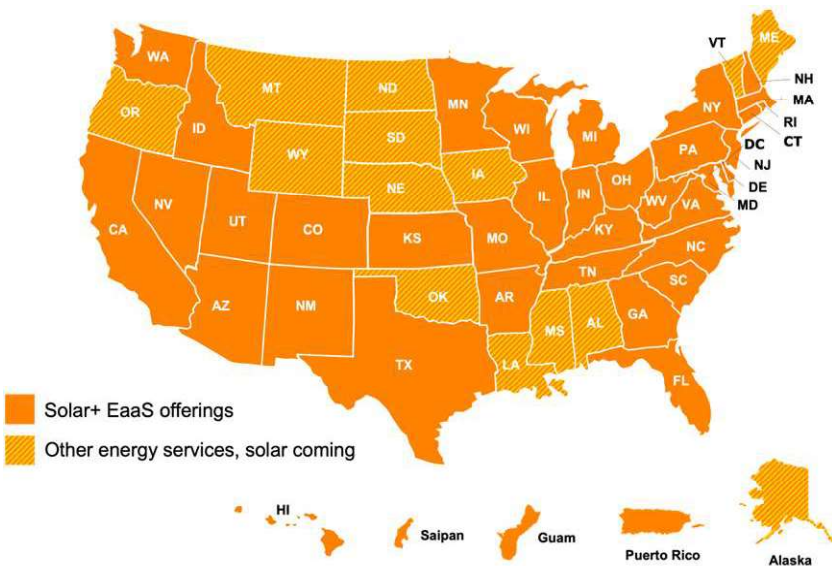 ME
VT
WA
MT
ND
MN
NH
OR
MA
NY
ID
WI
SD
MI
RI
DC
CT
WY
PA
NJ
IA
NE
OH
DE
IL
IN
NV
WV
MD
UT
VA
CA
CO
KS
MO
KY
NC
TN
OK
SC
AZ
NM
AR
MS
AL
GA
LA
TX
FL
Solar+ EaaS offerings
Other energy services, solar coming
HI
Saipan
Guam
Puerto Rico
Alaska